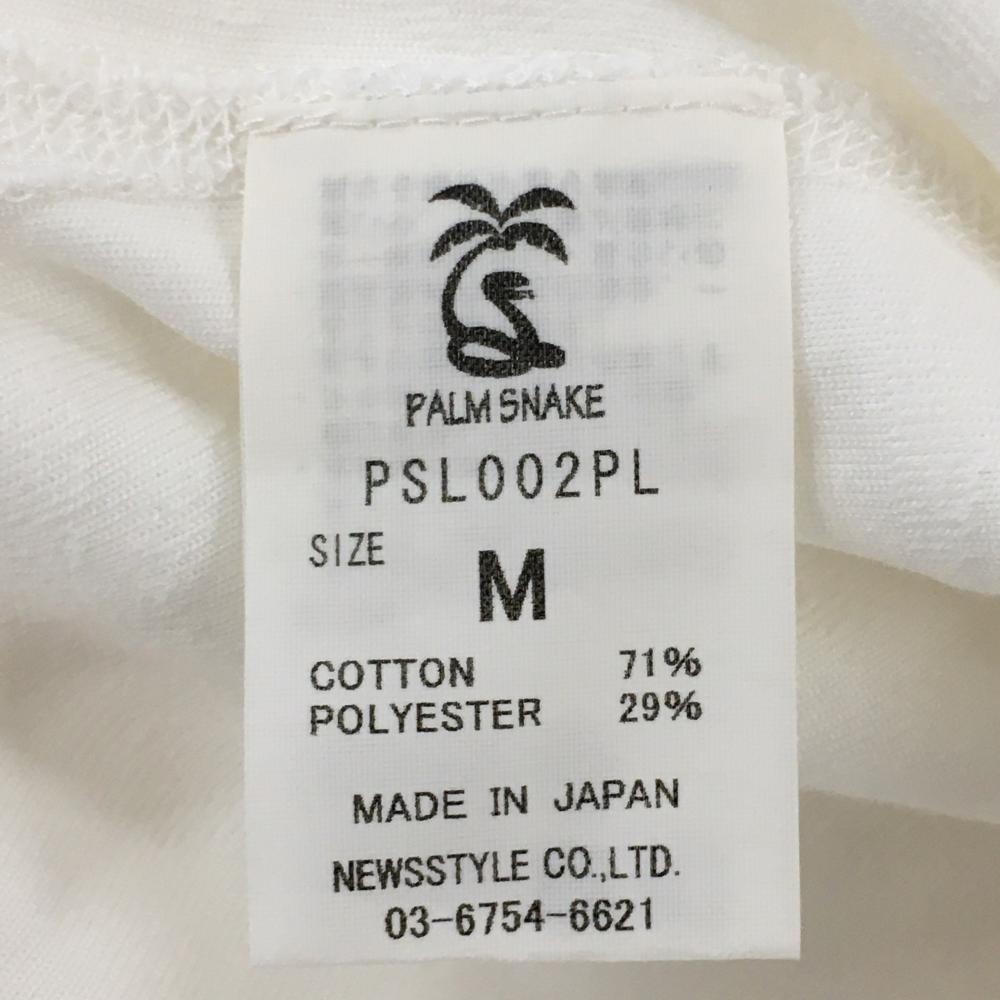 PALM SNAKE
PSL002PL
SIZE
M
COTTON 71%
POLYESTER 29%
MADE IN JAPAN
NEWSSTYLE CO.,LTD.
03-6754-6621